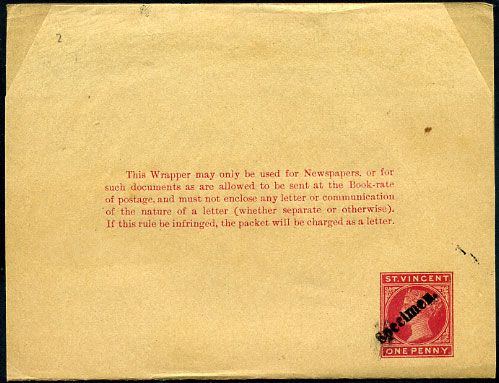 2
This Wrapper may only be used for Newspapers, or for
such documents as are allowed to be sent at the Book-rate
of postage, and must not enclose any letter or communication
of the nature of a letter (whether separate or otherwise).
If this rule be infringed, the packet will be charged as a letter.
ST. VINCENT
Specimen.
ONE PENNY